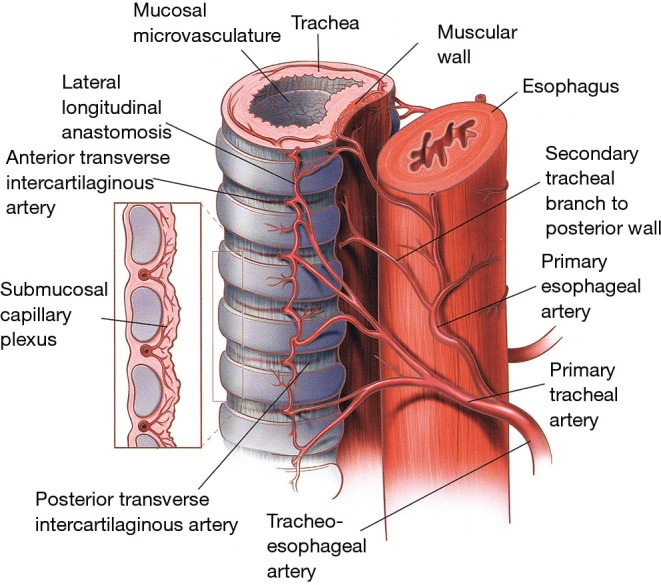 Mucosal
microvasculature
Trachea
Muscular
wall
Lateral
longitudinal
anastomosis
Esophagus
Anterior transverse
intercartilaginous
artery
Secondary
tracheal
branch to
posterior wall
Submucosal
capillary
plexus
Primary
esophageal
artery
Primary
tracheal
artery
Posterior transverse
intercartilaginous artery
Tracheo-
esophageal
artery